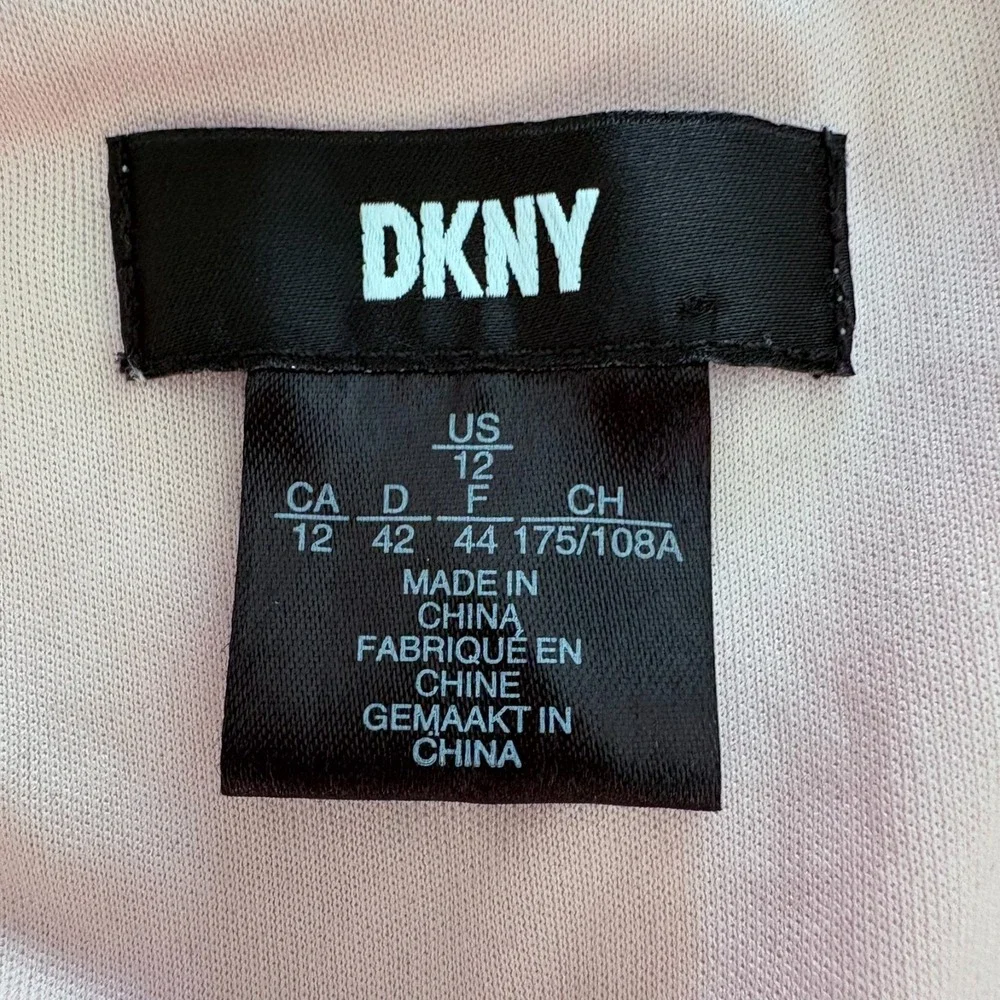 DKNY
US
12
CA D F CH
12 42 44 175/108A
MADE IN
CHINA
FABRIQUÉ EN
CHINE
GEMAAKT IN
CHINA